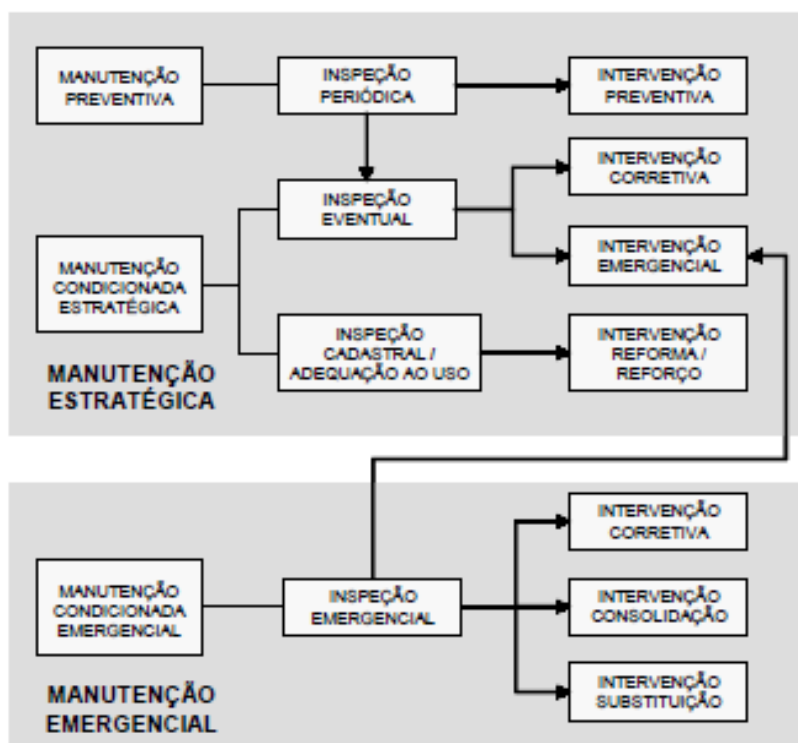 MANUTENÇÃO
PREVENTIVA
INSPEÇÃO
PERIÓDICA
INTERVENÇÃO
PREVENTIVA
INSPEÇÃO
EVENTUAL
INTERVENÇÃO
CORRETIVA
INTERVENÇÃO
EMERGENCIAL
MANUTENÇÃO
CONDICIONADA
ESTRATÉGICA
INSPEÇÃO
CADASTRAL /
ADEQUAÇÃO AO USO
INTERVENÇÃO
REFORMA /
REFORÇO
MANUTENÇÃO
ESTRATÉGICA
MANUTENÇÃO
CONDICIONADA
EMERGENCIAL
INSPEÇÃO
EMERGENCIAL
INTERVENÇÃO
CORRETIVA
INTERVENÇÃO
CONSOLIDAÇÃO
INTERVENÇÃO
SUBSTITUIÇÃO
MANUTENÇÃO
EMERGENCIAL